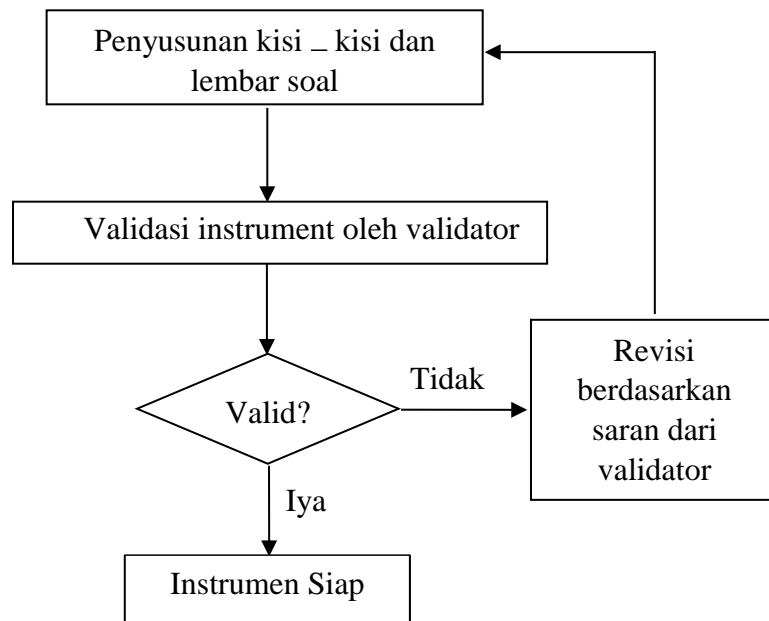 Penyusunan kisi – kisi dan
lembar soal
Validasi instrument oleh validator
Valid?
Tidak
Revisi
berdasarkan
saran dari
validator
Iya
Instrumen Siap